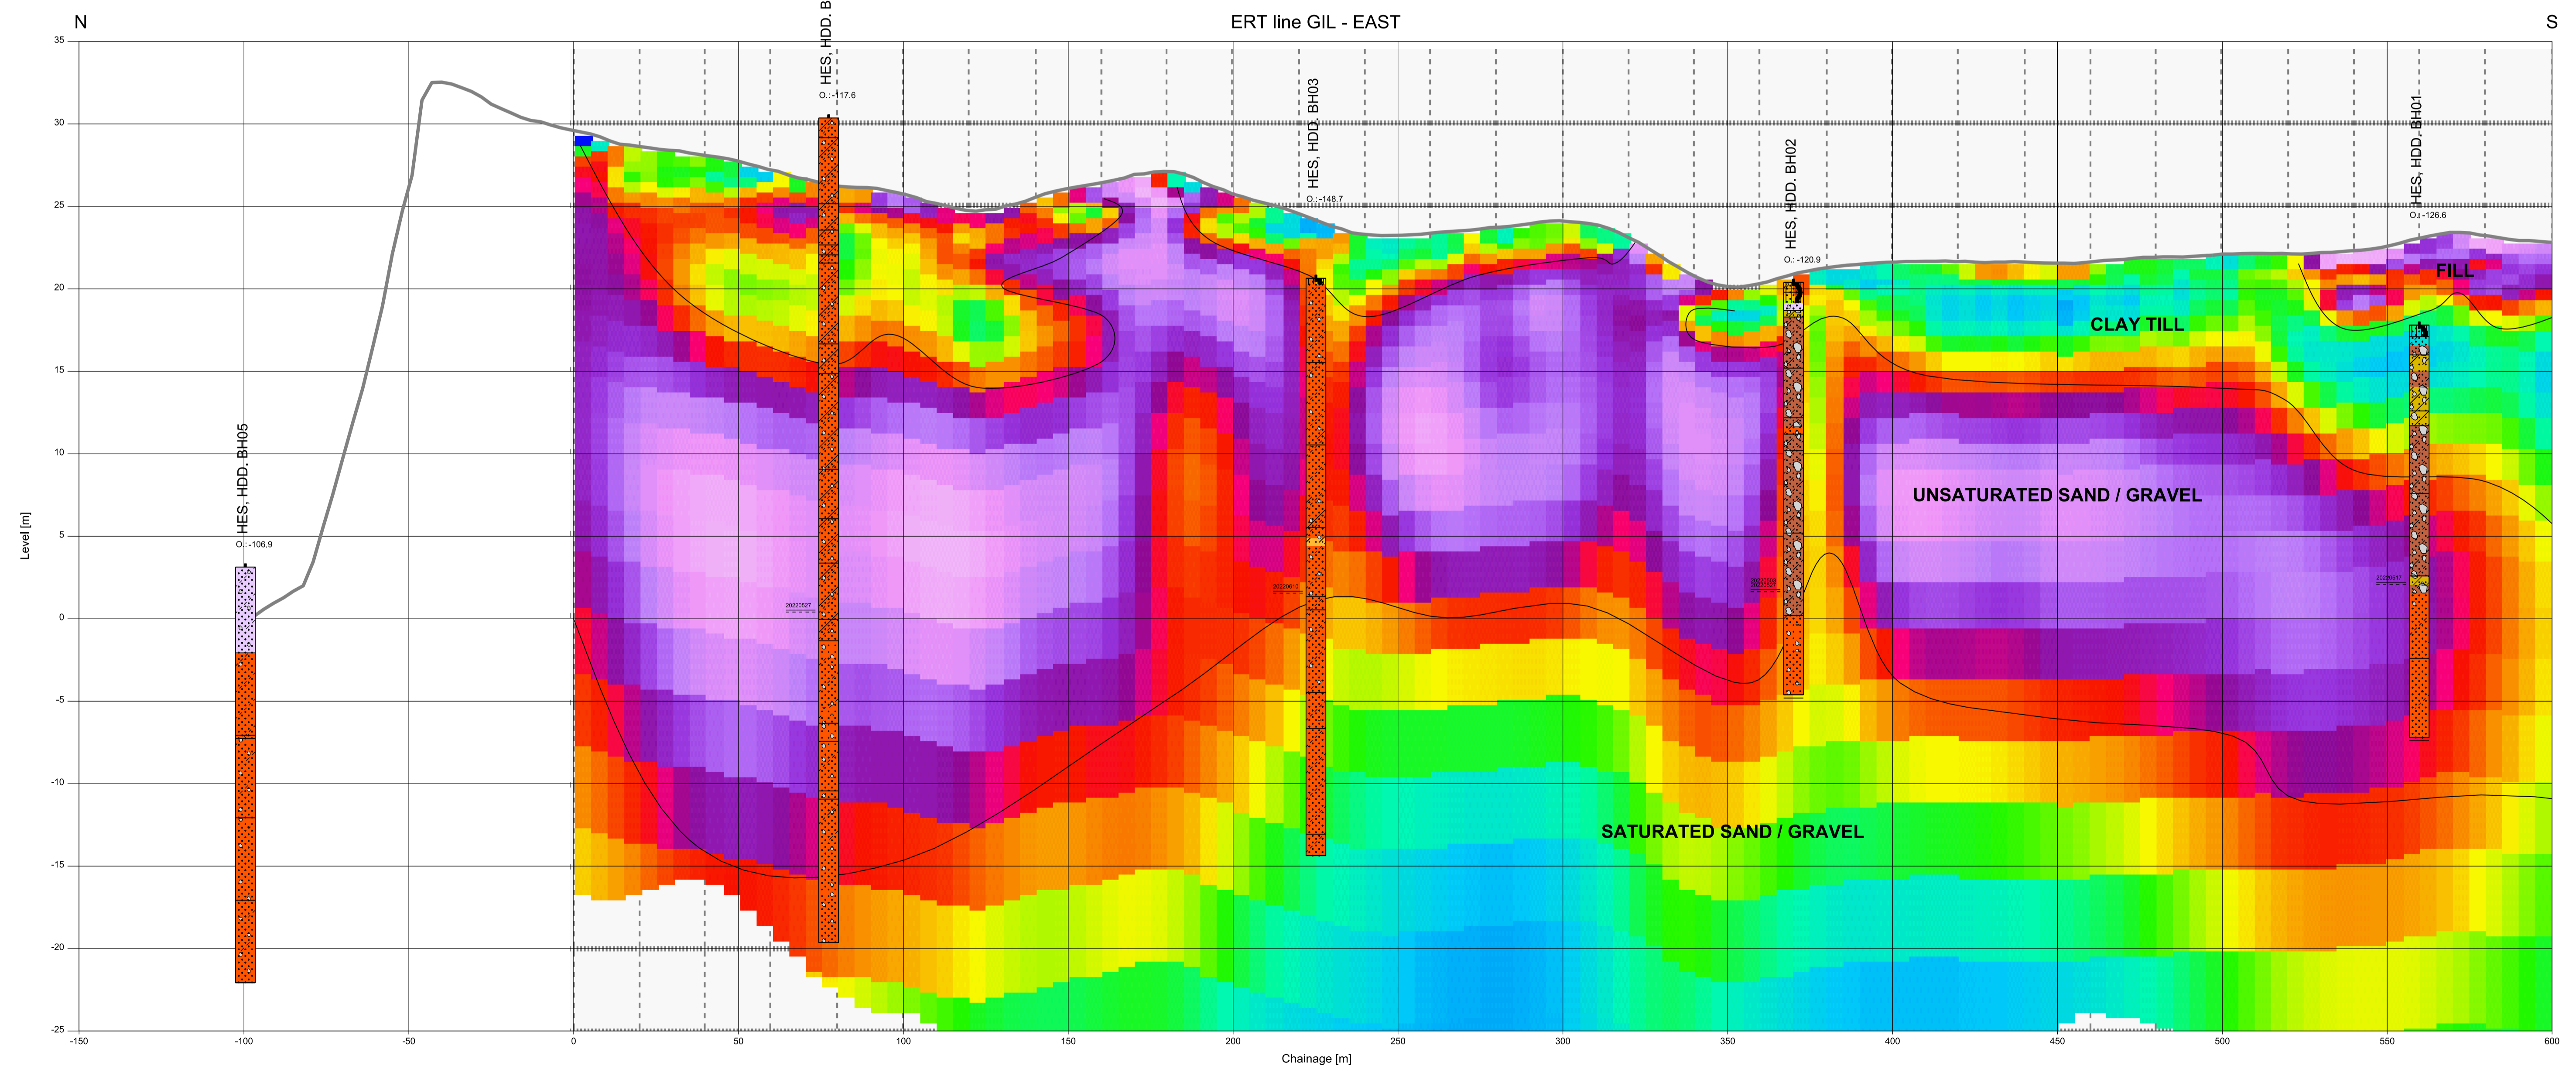 N
ERT line GIL - EAST
S
HES, HDD. B
O.: -117.6
HES, HDD. BH03
O.: -148.7
HES, HDD. BH02
O.: -120.9
HES, HDD. BH01
O.: -126.6
HES, HDD. BH05
O.: -106.9
FILL
CLAY TILL
UNSATURATED SAND / GRAVEL
SATURATED SAND / GRAVEL
20220527
20220610
20220517
Level [m]
35
30
25
20
15
10
5
0
-5
-10
-15
-20
-25
-150
-100
-50
0
50
100
150
200
250
300
350
400
450
500
550
600
Chainage [m]